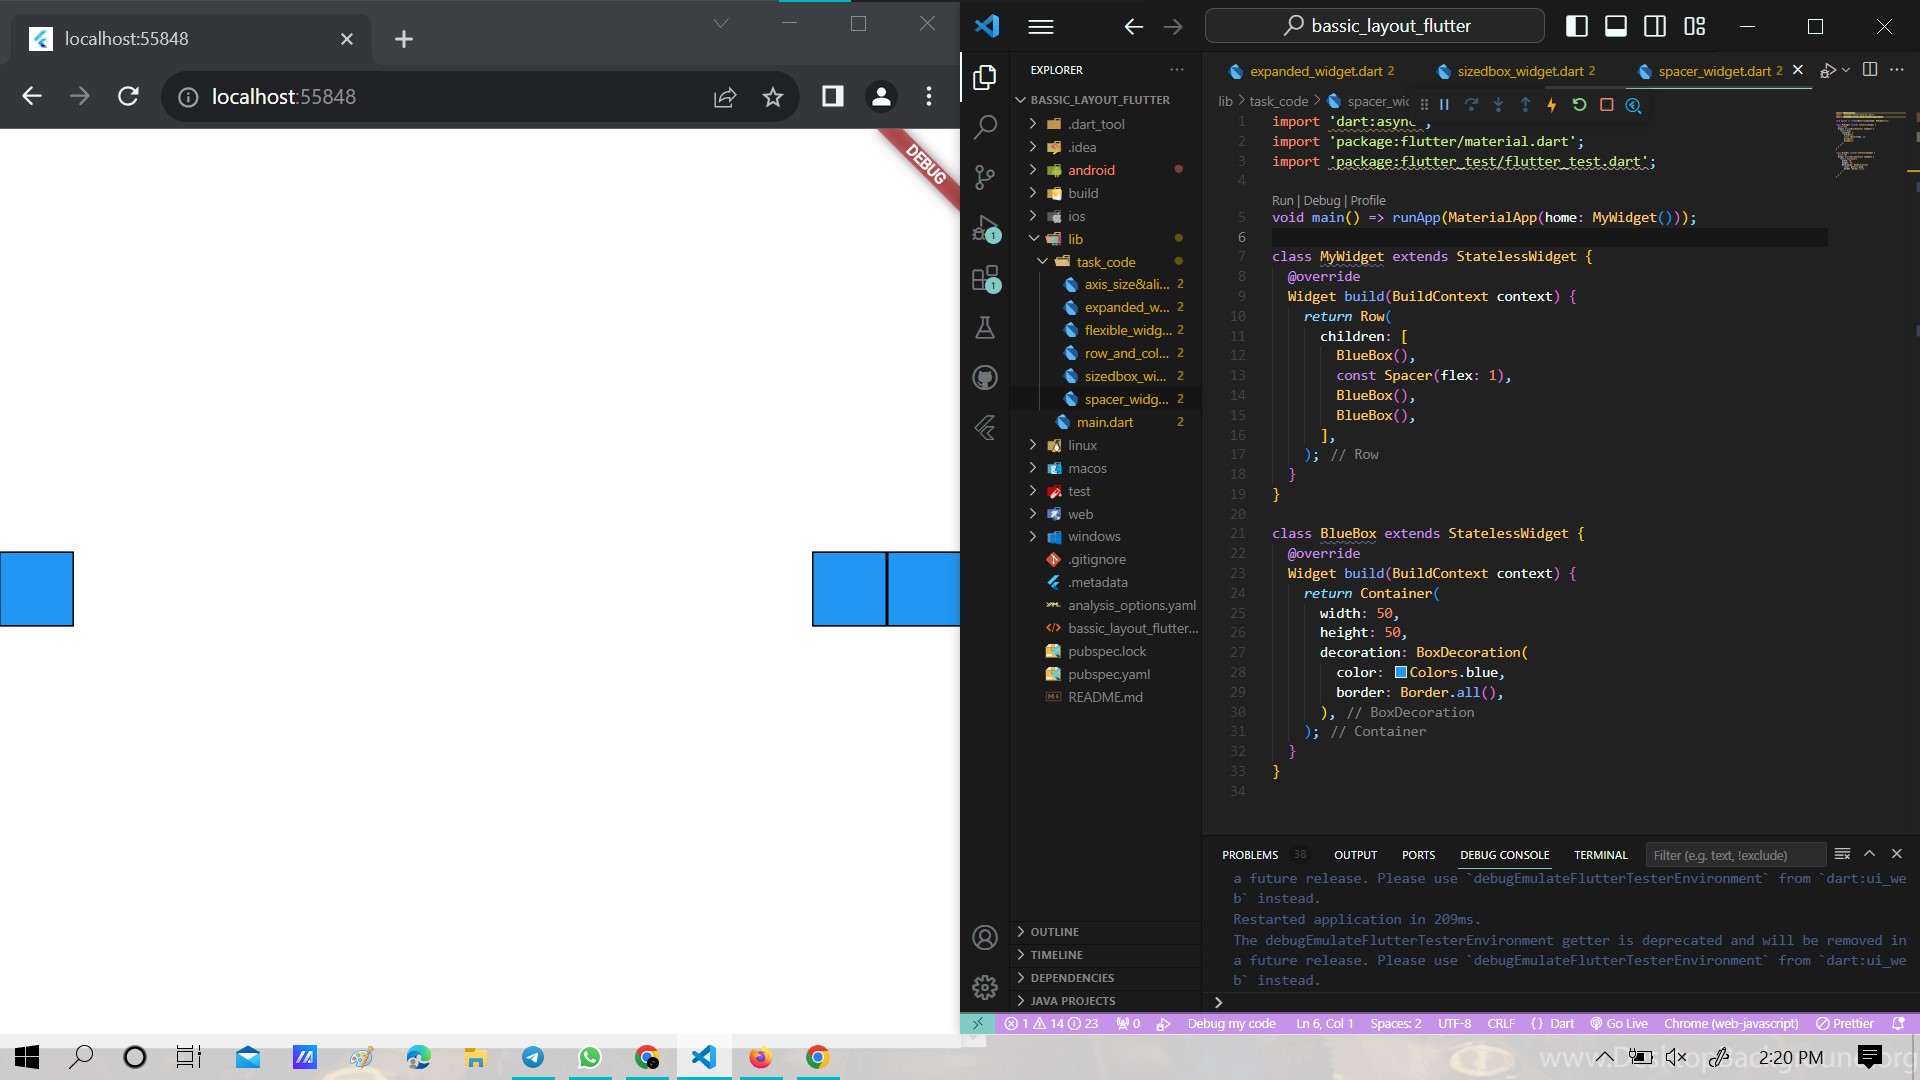 localhost:55848
localhost:55848
DEBUG
bassic_layout_flutter
EXPLORER
BASSIC_LAYOUT_FLUTTER
.dart_tool
.idea
android
build
ios
lib
task_code
axis_size&ali... 2
expanded_w... 2
flexible_widg... 2
row_and_col... 2
sizedbox_wi... 2
spacer_widg... 2
main.dart 2
linux
macos
test
web
windows
.gitignore
.metadata
analysis_options.yaml
bassic_layout_flutter...
pubspec.lock
pubspec.yaml
README.md
OUTLINE
TIMELINE
DEPENDENCIES
JAVA PROJECTS
1
1
expanded_widget.dart 2 sizedbox_widget.dart 2 spacer_widget.dart 2
lib > task_code > spacer_wi
1 import 'dart:async';
2 import 'package:flutter/material.dart';
3 import 'package:flutter_test/flutter_test.dart';
4
Run | Debug | Profile
5 void main() => runApp(MaterialApp(home: MyWidget()));
6
7 class MyWidget extends StatelessWidget {
8 @override
9 Widget build(BuildContext context) {
10 return Row(
11 children: [
12 BlueBox(),
13 const Spacer(flex: 1),
14 BlueBox(),
15 BlueBox(),
16 ],
17 ); // Row
18 }
19 }
20
21 class BlueBox extends StatelessWidget {
22 @override
23 Widget build(BuildContext context) {
24 return Container(
25 width: 50,
26 height: 50,
27 decoration: BoxDecoration(
28 color: Colors.blue,
29 border: Border.all(),
30 ), // BoxDecoration
31 ); // Container
32 }
33 }
34
PROBLEMS 38 OUTPUT PORTS DEBUG CONSOLE TERMINAL Filter (e.g. text, !exclude)
a future release. Please use `debugEmulateFlutterTesterEnvironment` from `dart:ui_we
b` instead.
Restarted application in 209ms.
The debugEmulateFlutterTesterEnvironment getter is deprecated and will be removed in
a future release. Please use `debugEmulateFlutterTesterEnvironment` from `dart:ui_we
b` instead.
1 14 23 0 Debug my code Ln 6, Col 1 Spaces: 2 UTF-8 CRLF {} Dart Go Live Chrome (web-javascript) Prettier
2:20 PM
www.DesktopBackground.org